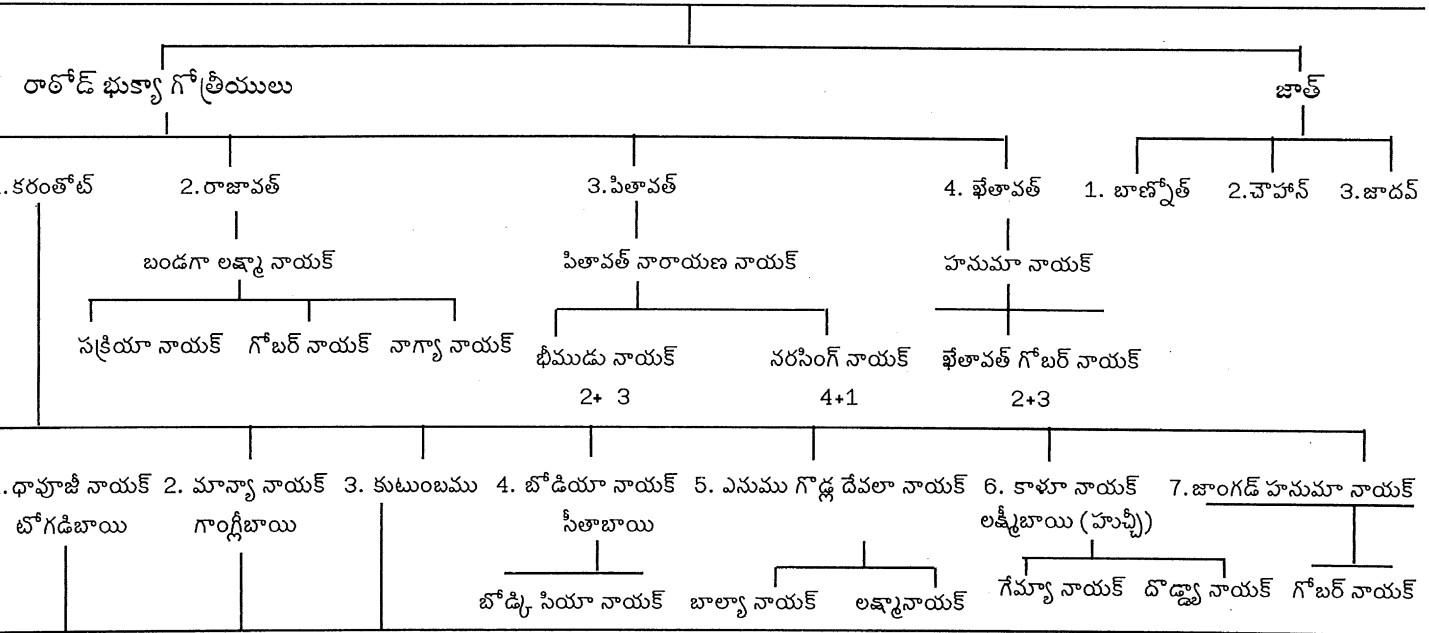 రాఠోడ్ భుక్యా గోత్రీయులు జాత్
.కరంతోట్ 2.రాజావత్ 3.పితావత్ 4. ఖేతావత్ 1. బాణ్నోత్ 2.చౌహాన్ 3.జాదవ్
బండగా లక్ష్మా నాయక్ పితావత్ నారాయణ నాయక్ హనుమా నాయక్
సక్రియా నాయక్ గోబర్ నాయక్ నాగ్యా నాయక్ భీముడు నాయక్ నరసింగ్ నాయక్ ఖేతావత్ గోబర్ నాయక్
2+ 3 4+1 2+3
.ధావూజీ నాయక్ 2. మాన్యా నాయక్ 3. కుటుంబము 4. బోడియా నాయక్ 5. ఎనుము గొడ్ల దేవలా నాయక్ 6. కాళూ నాయక్ 7.జాంగడ్ హనుమా నాయక్
టోగడిబాయి గాంగ్లీబాయి సీతాబాయి లక్ష్మీబాయి (హుచ్చీ)
బోడ్కి సియా నాయక్ బాల్యా నాయక్ లక్ష్మానాయక్ గేమ్యా నాయక్ దొడ్డ్యా నాయక్ గోబర్ నాయక్